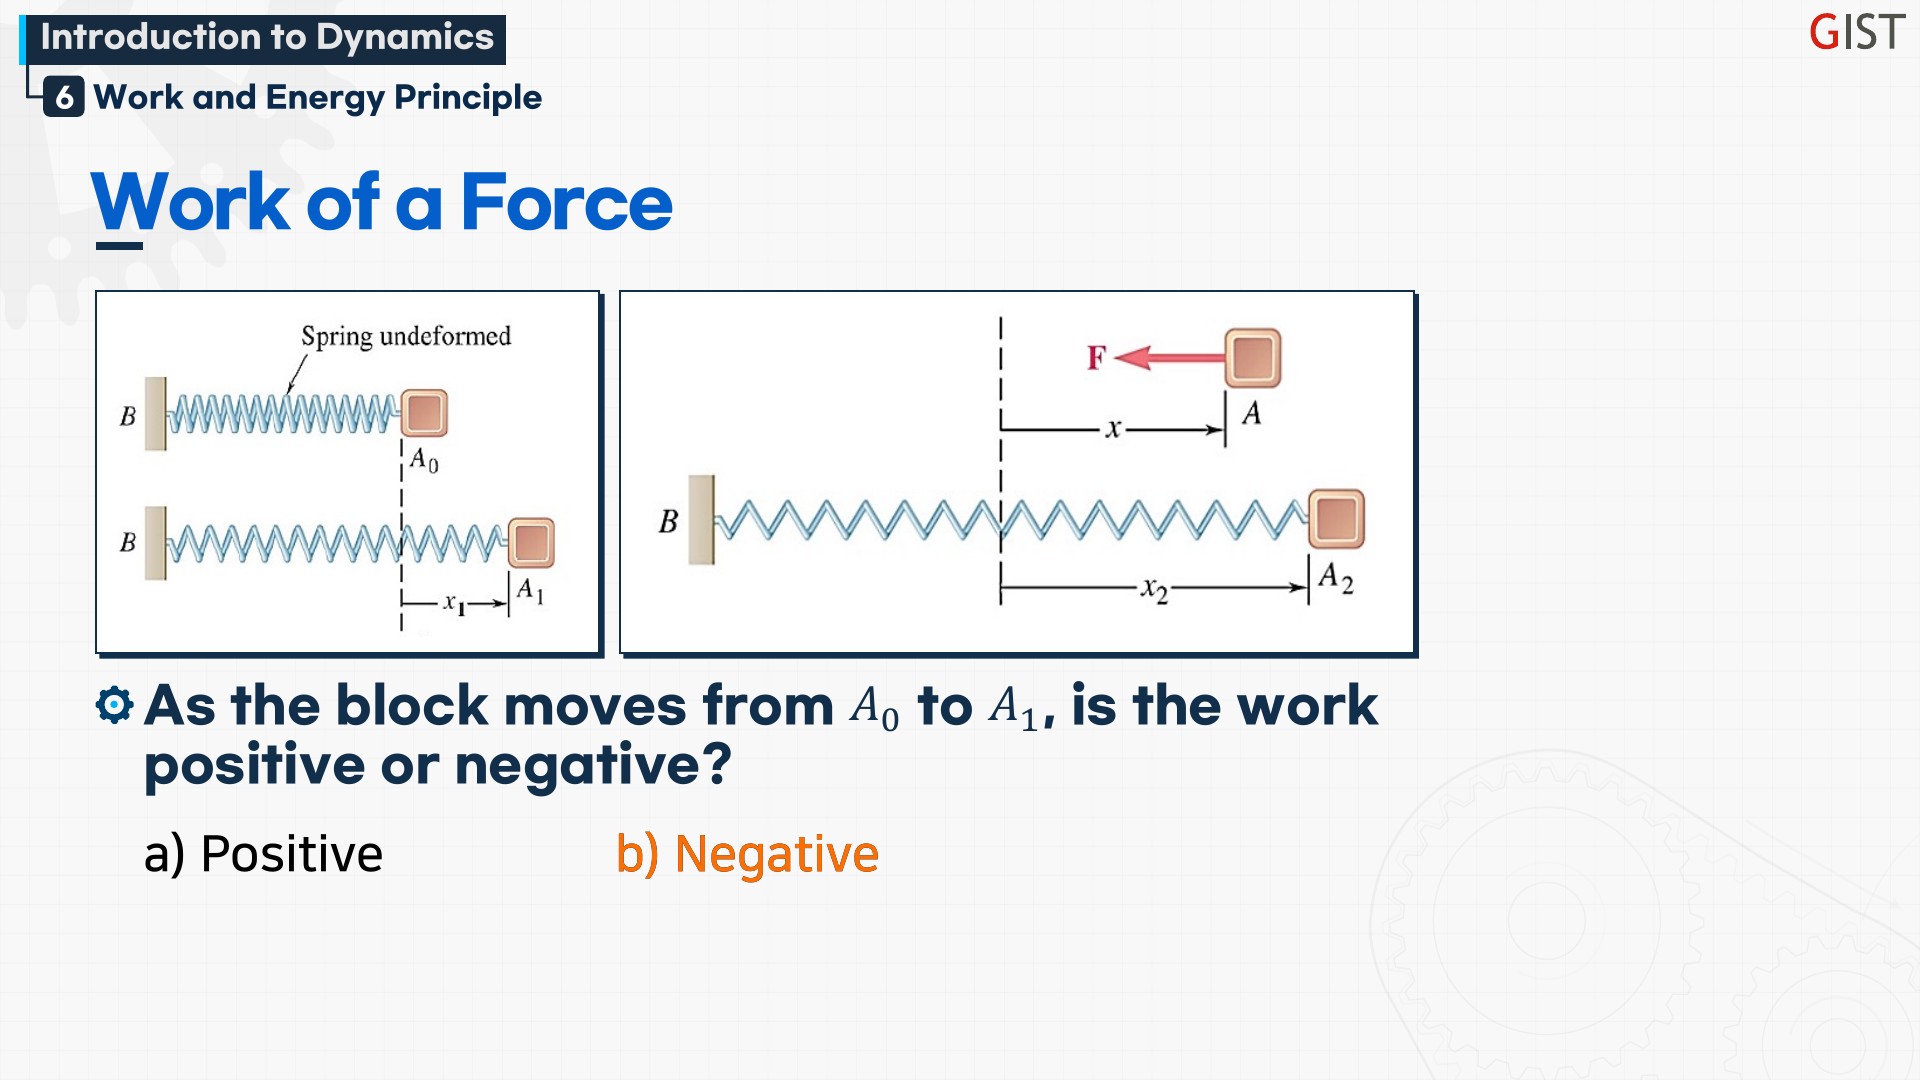 Introduction to Dynamics
GIST
6 Work and Energy Principle
Work of a Force
Spring undeformed
B
A₀
B
x₁
A₁
F
A
x
B
x₂
A₂
As the block moves from A₀ to A₁, is the work
positive or negative?
a) Positive b) Negative